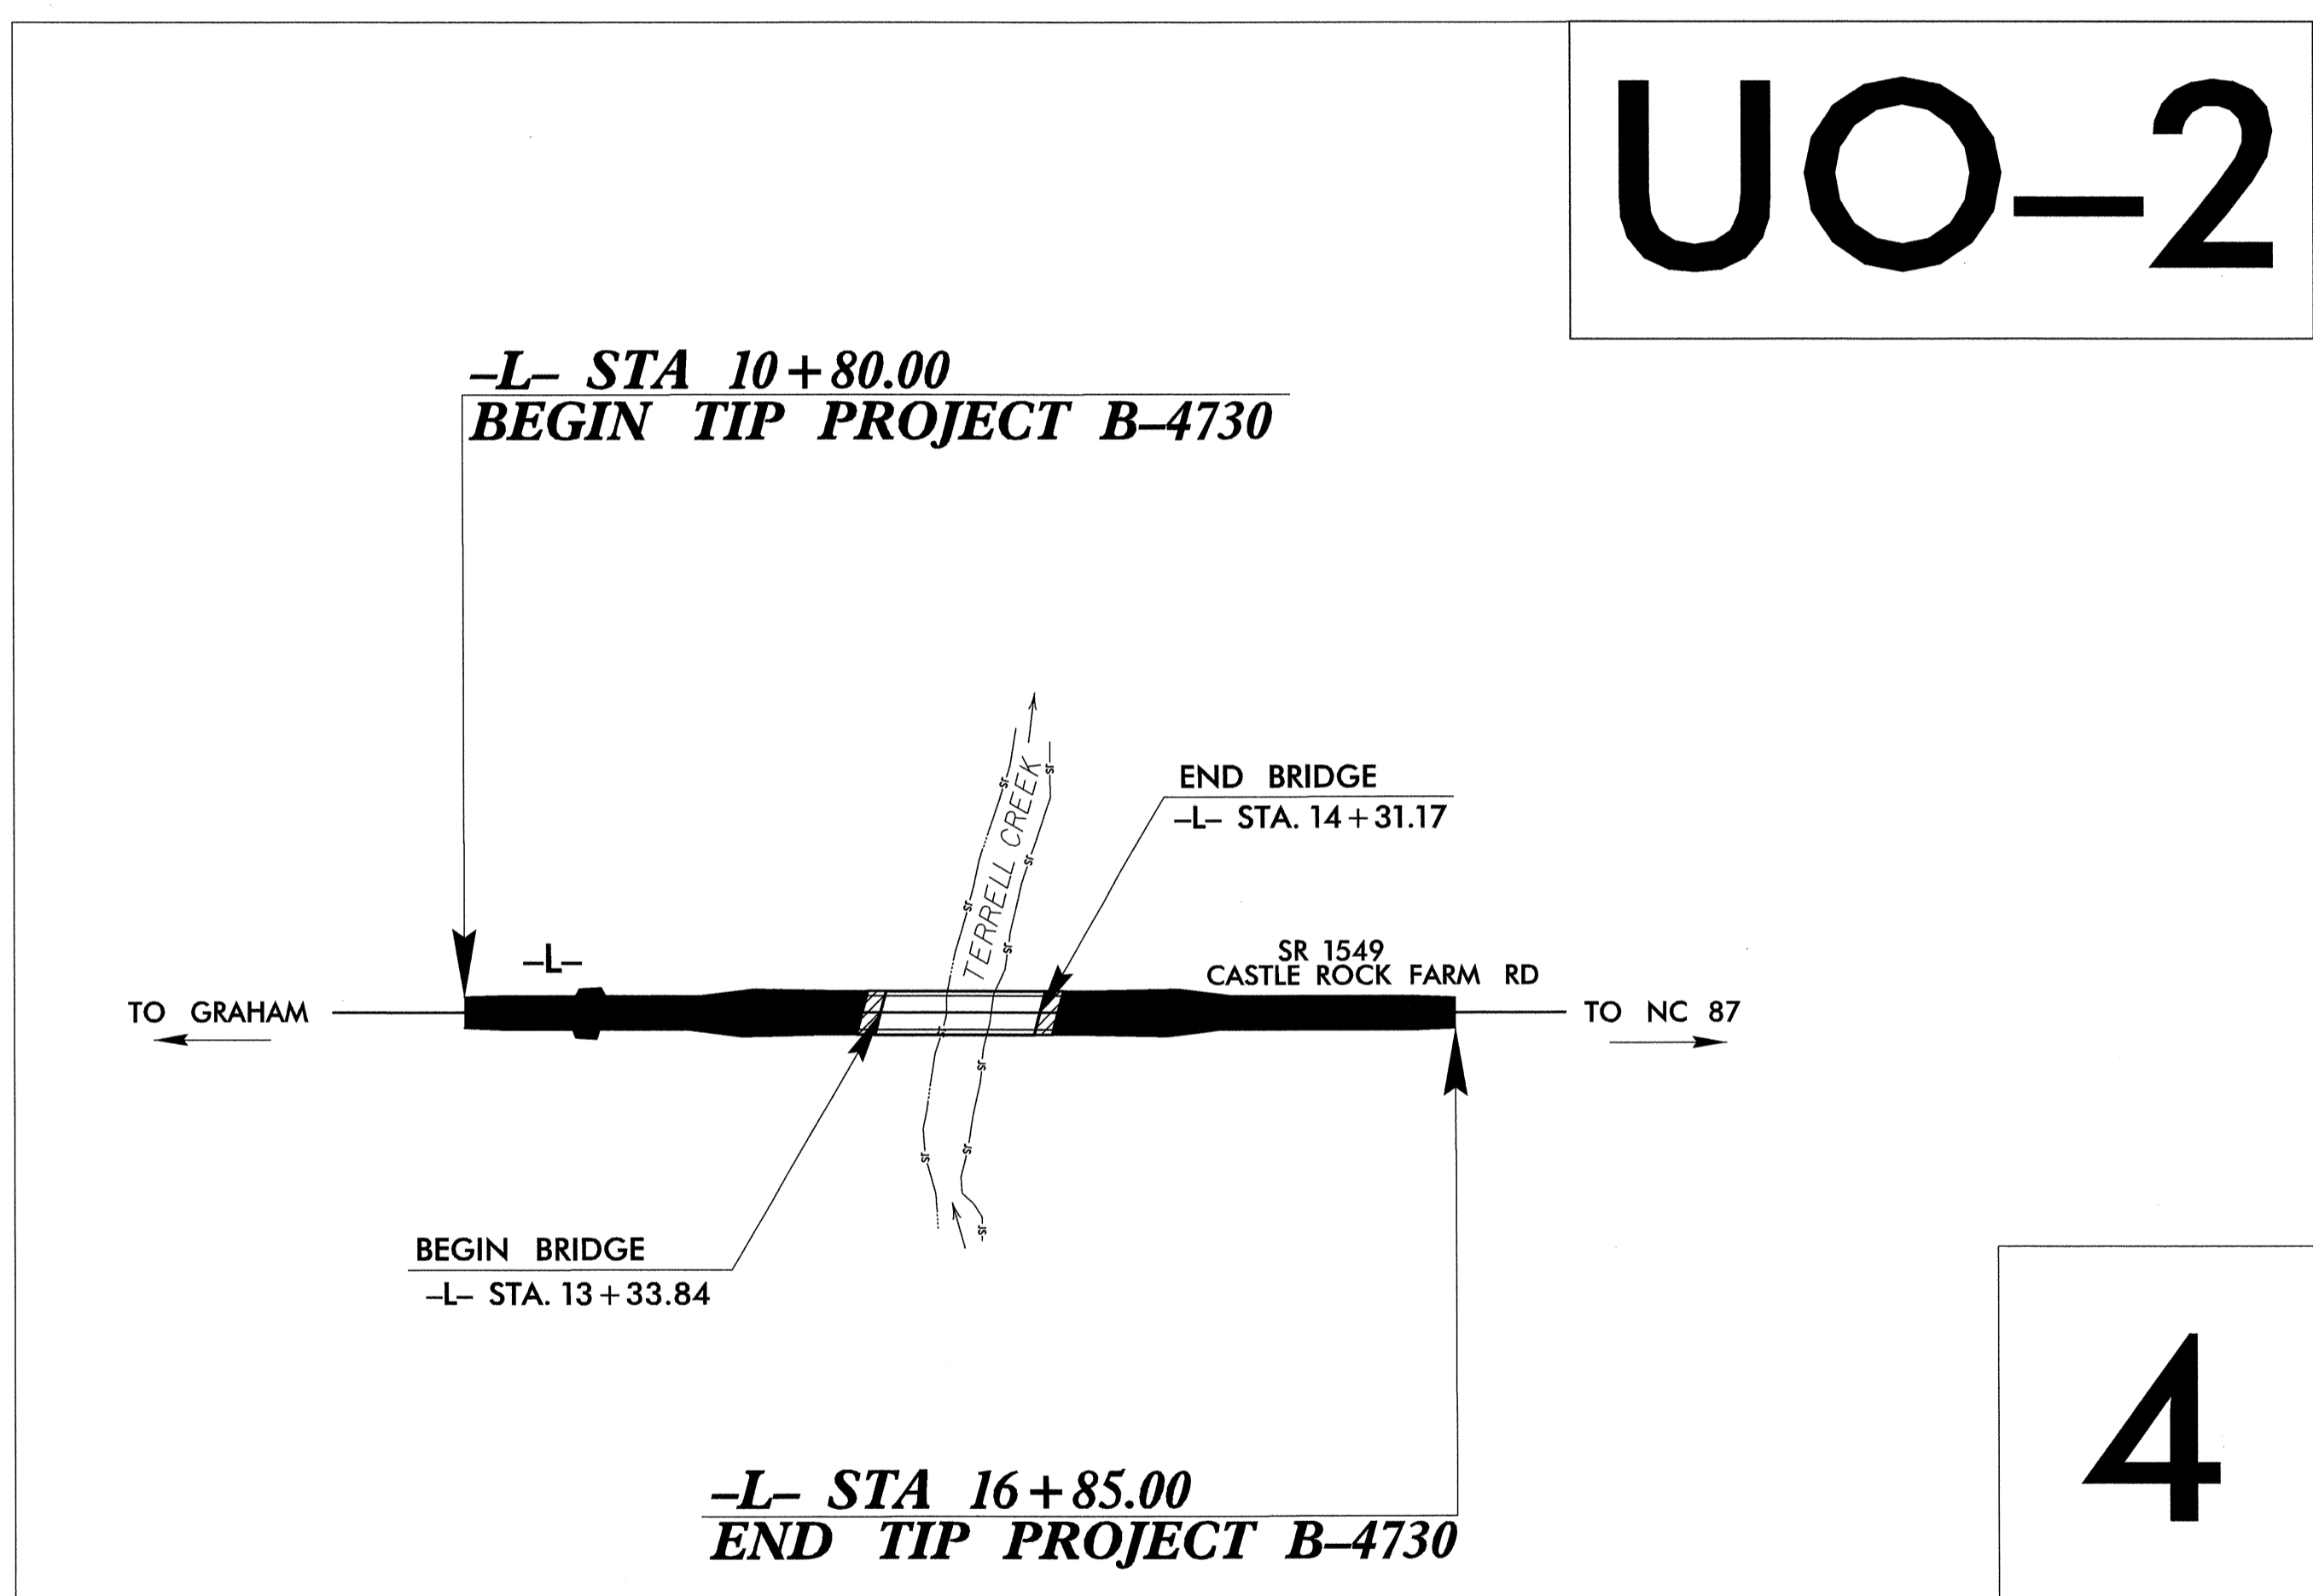 UO–2
–L– STA 10+80.00
BEGIN TIP PROJECT B–4730
END BRIDGE
–L– STA. 14+31.17
TERRELL CREEK
SR 1549
CASTLE ROCK FARM RD
–L–
TO GRAHAM
TO NC 87
BEGIN BRIDGE
–L– STA. 13+33.84
–L– STA 16+85.00
END TIP PROJECT B–4730
4